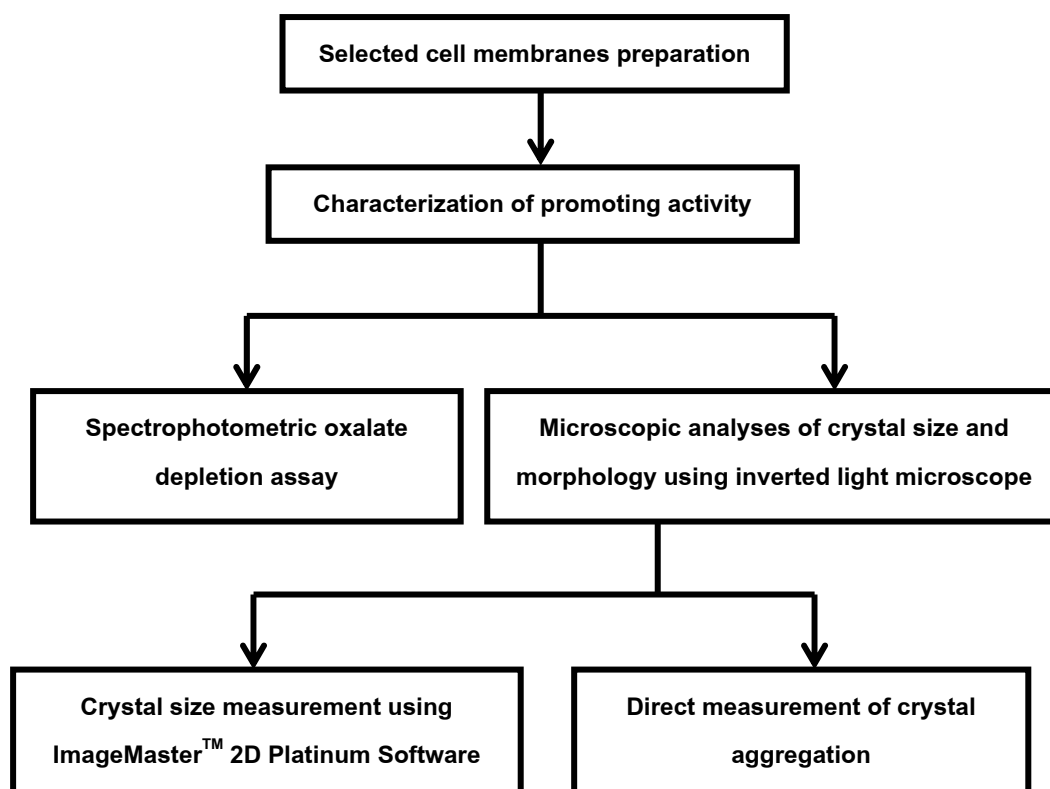 Selected cell membranes preparation
Characterization of promoting activity
Spectrophotometric oxalate
depletion assay
Microscopic analyses of crystal size and
morphology using inverted light microscope
Crystal size measurement using
ImageMaster™ 2D Platinum Software
Direct measurement of crystal
aggregation